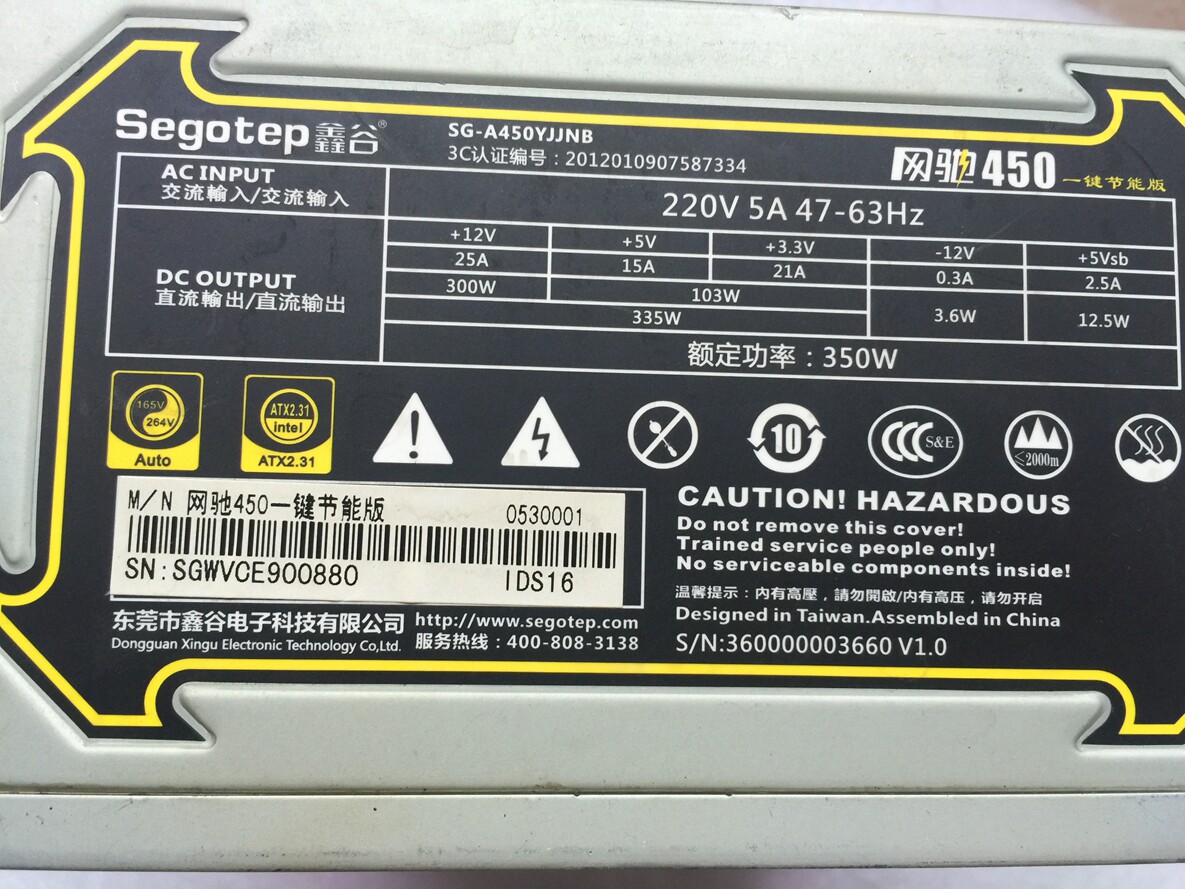 Segotep鑫谷®
SG-A450YJJNB
3C认证编号：2012010907587334
网驰450一键节能版
AC INPUT
交流輸入/交流输入
220V 5A 47-63Hz
DC OUTPUT
直流輸出/直流输出
+12V +5V +3.3V -12V +5Vsb
25A 15A 21A 0.3A 2.5A
300W 103W 3.6W 12.5W
335W
额定功率：350W
165V
264V
Auto
ATX2.31
intel
ATX2.31
10
S&E
≤2000m
M/N 网驰450一键节能版 0530001
SN:SGWVCE900880 IDS16
CAUTION! HAZARDOUS
Do not remove this cover!
Trained service people only!
No serviceable components inside!
温馨提示：内有高壓，請勿開啟/内有高压，请勿开启
Designed in Taiwan.Assembled in China
S/N:360000003660 V1.0
东莞市鑫谷电子科技有限公司
Dongguan Xingu Electronic Technology Co,Ltd.
http://www.segotep.com
服务热线：400-808-3138